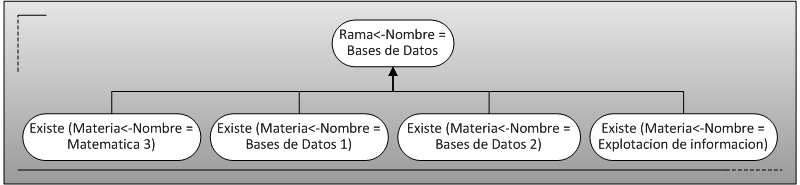 Rama<-Nombre =
Bases de Datos
Existe (Materia<-Nombre =
Matematica 3)
Existe (Materia<-Nombre =
Bases de Datos 1)
Existe (Materia<-Nombre =
Bases de Datos 2)
Existe (Materia<-Nombre =
Explotacion de informacion)